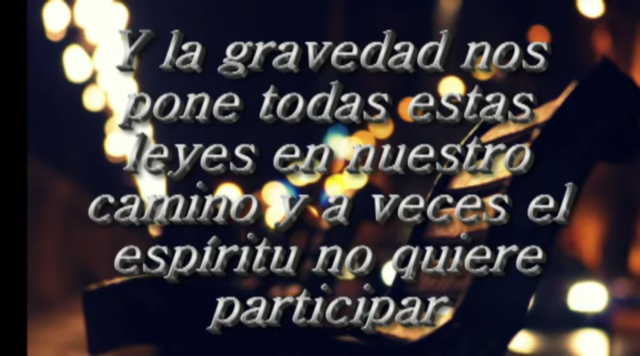 Y la gravedad nos
pone todas estas
leyes en nuestro
camino y a veces el
espíritu no quiere
participar